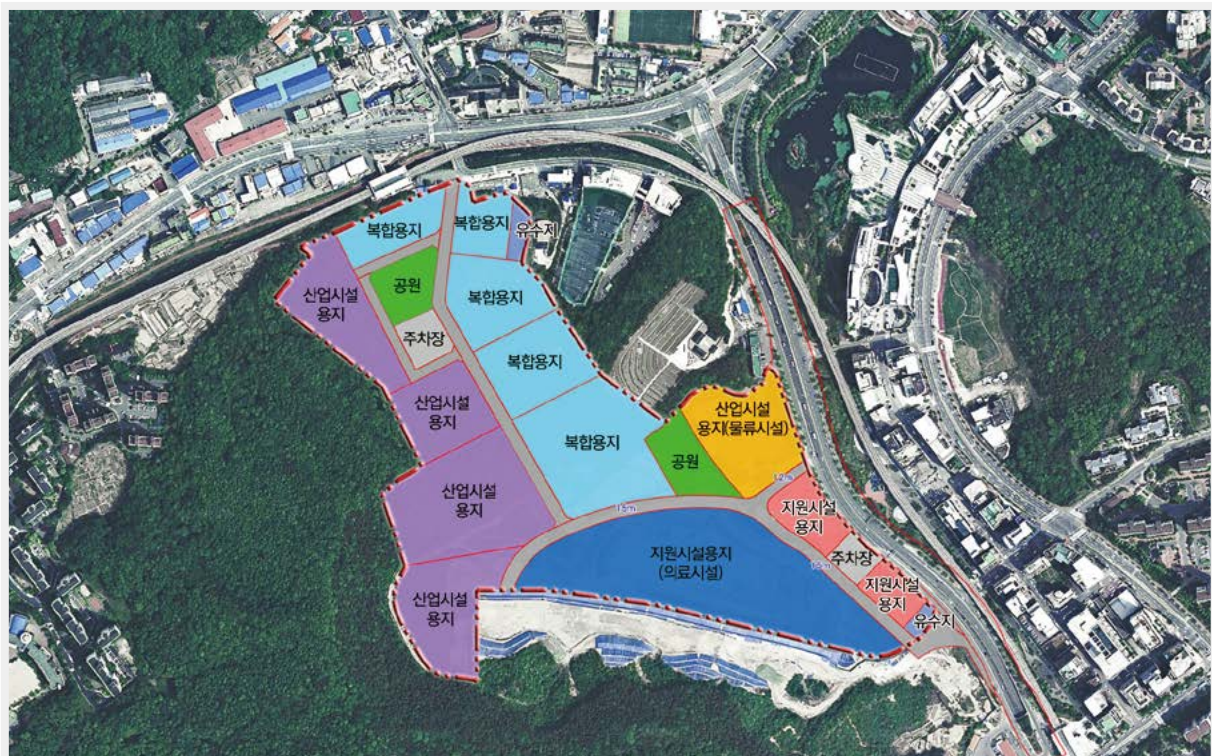 복합용지
복합용지
유수지
공원
산업시설
용지
복합용지
주차장
복합용지
산업시설
용지
산업시설
용지(물류시설)
복합용지
공원
산업시설
용지
12m
15m
지원시설
용지
지원시설용지
(의료시설)
주차장
15m
지원시설
용지
산업시설
용지
유수지